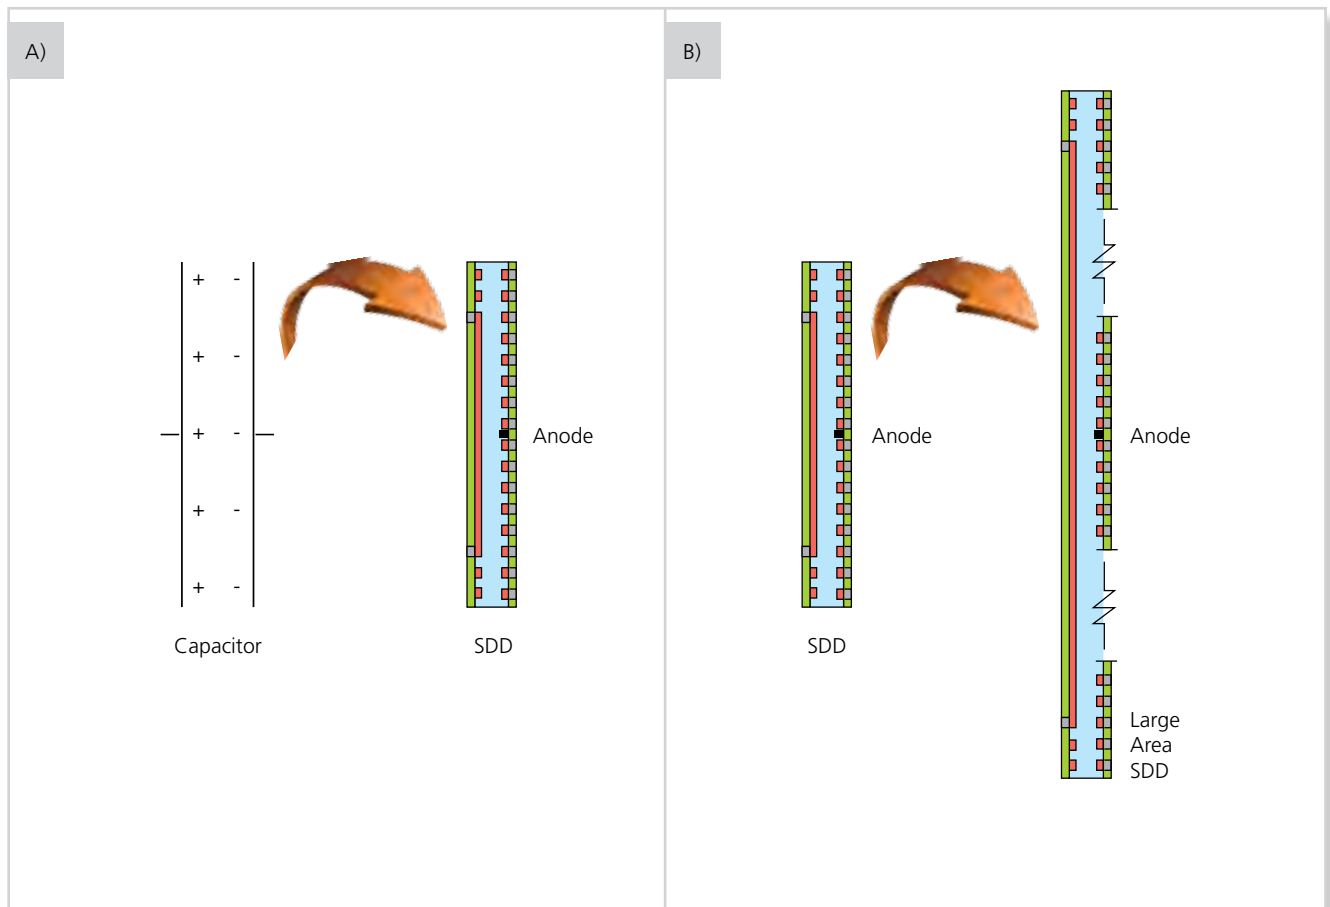 A)
+ -
+ -
+ -
+ -
+ -
Anode
Capacitor
SDD
B)
Anode
SDD
Anode
Large
Area
SDD